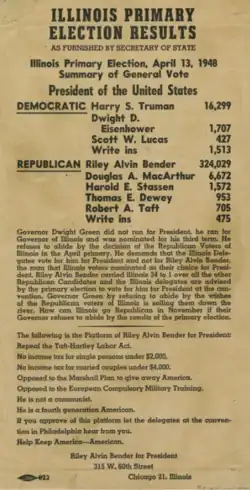 ILLINOIS PRIMARY
ELECTION RESULTS
AS FURNISHED BY SECRETARY OF STATE
Illinois Primary Election, April 13, 1948
Summary of General Vote
President of the United States
DEMOCRATIC Harry S. Truman 16,299
Dwight D.
Eisenhower 1,707
Scott W. Lucas 427
Write ins 1,513
REPUBLICAN Riley Alvin Bender 324,029
Douglas A. MacArthur 6,672
Harold E. Stassen 1,572
Thomas E. Dewey 953
Robert A. Taft 705
Write ins 475
Governor Dwight Green did not run for President, he ran for
Governor of Illinois and was nominated for his third term. He
refuses to abide by the decision of the Republican Voters of
Illinois in the April primary. He demands that the Illinois Dele-
gates vote for him for President and not for Riley Alvin Bender,
the man that Illinois voters nominated as their choice for Presi-
dent. Riley Alvin Bender carried Illinois 34 to 1 over all the other
Republican Candidates and the Illinois delegates are advised
by the primary election to vote for him for President at the con-
vention. Governor Green by refusing to abide by the wishes
of the Republican voters of Illinois is selling them down the
river. How can Illinois go Republican in November if their
Governor refuses to abide by the results of the primary election.
The following is the Platform of Riley Alvin Bender for President:
Repeal the Taft-Hartley Labor Act.
No income tax for single persons under $2,000.
No income tax for married couples under $4,000.
Opposed to the Marshall Plan to give away America.
Opposed to the European Compulsory Military Training.
He is not a communist.
He is a fourth generation American.
If you approve of this platform let the delegates at the conven-
tion in Philadelphia hear from you.
Help Keep America—American.
Riley Alvin Bender for President
315 W. 60th Street
Chicago 21, Illinois